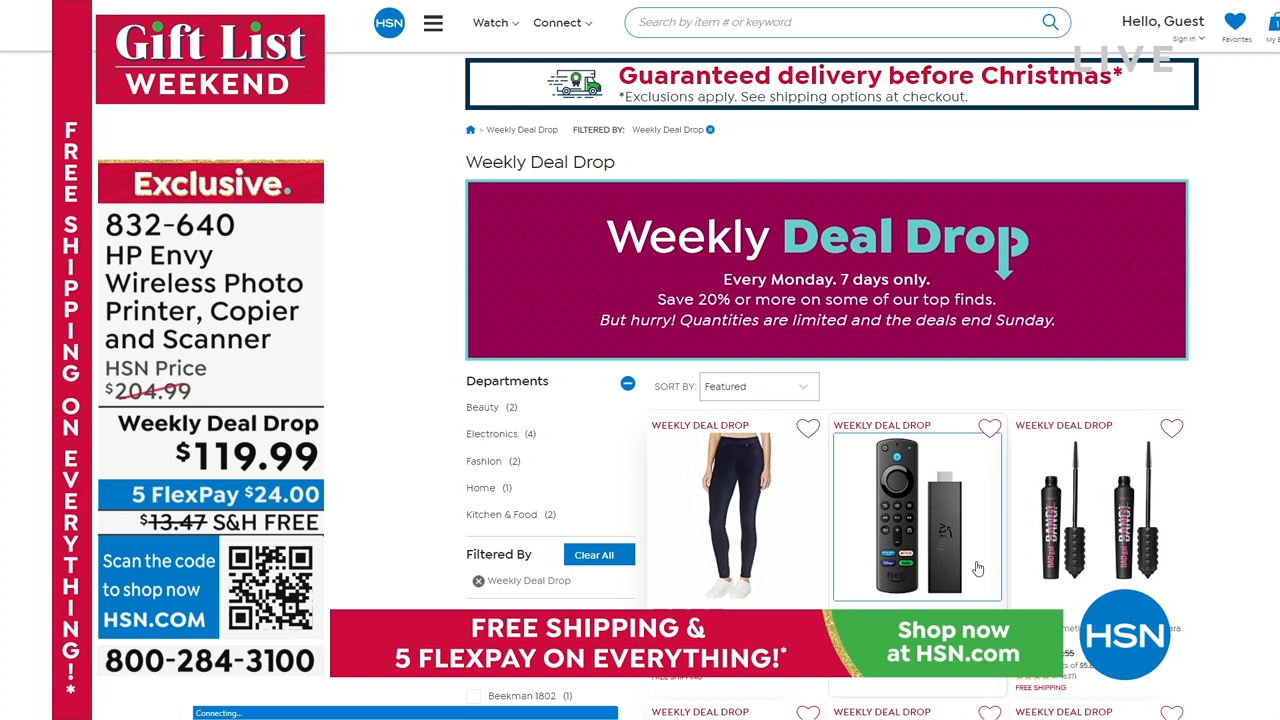 FREE SHIPPING ON EVERYTHING!*
Gift List
WEEKEND
Exclusive.
832-640
HP Envy
Wireless Photo
Printer, Copier
and Scanner
HSN Price
$204.99
Weekly Deal Drop
$119.99
5 FlexPay $24.00
$13.47 S&H FREE
Scan the code
to shop now
HSN.COM
800-284-3100
HSN
Watch
Connect
Search by item # or keyword
Hello, Guest
Sign In
Favorites
LIVE
Guaranteed delivery before Christmas*
*Exclusions apply. See shipping options at checkout.
> Weekly Deal Drop FILTERED BY: Weekly Deal Drop
Weekly Deal Drop
Weekly Deal Drop
Every Monday. 7 days only.
Save 20% or more on some of our top finds.
But hurry! Quantities are limited and the deals end Sunday.
Departments
Beauty (2)
Electronics (4)
Fashion (2)
Home (1)
Kitchen & Food (2)
Filtered By
Clear All
Weekly Deal Drop
Beekman 1802 (1)
SORT BY: Featured
WEEKLY DEAL DROP
WEEKLY DEAL DROP
WEEKLY DEAL DROP
firetv
BADgal BANG!
BADgal BANG!
FREE SHIPPING &
5 FLEXPAY ON EVERYTHING!*
Shop now
at HSN.com
HSN
FREE SHIPPING
FREE SHIPPING
WEEKLY DEAL DROP
WEEKLY DEAL DROP
WEEKLY DEAL DROP
Connecting...